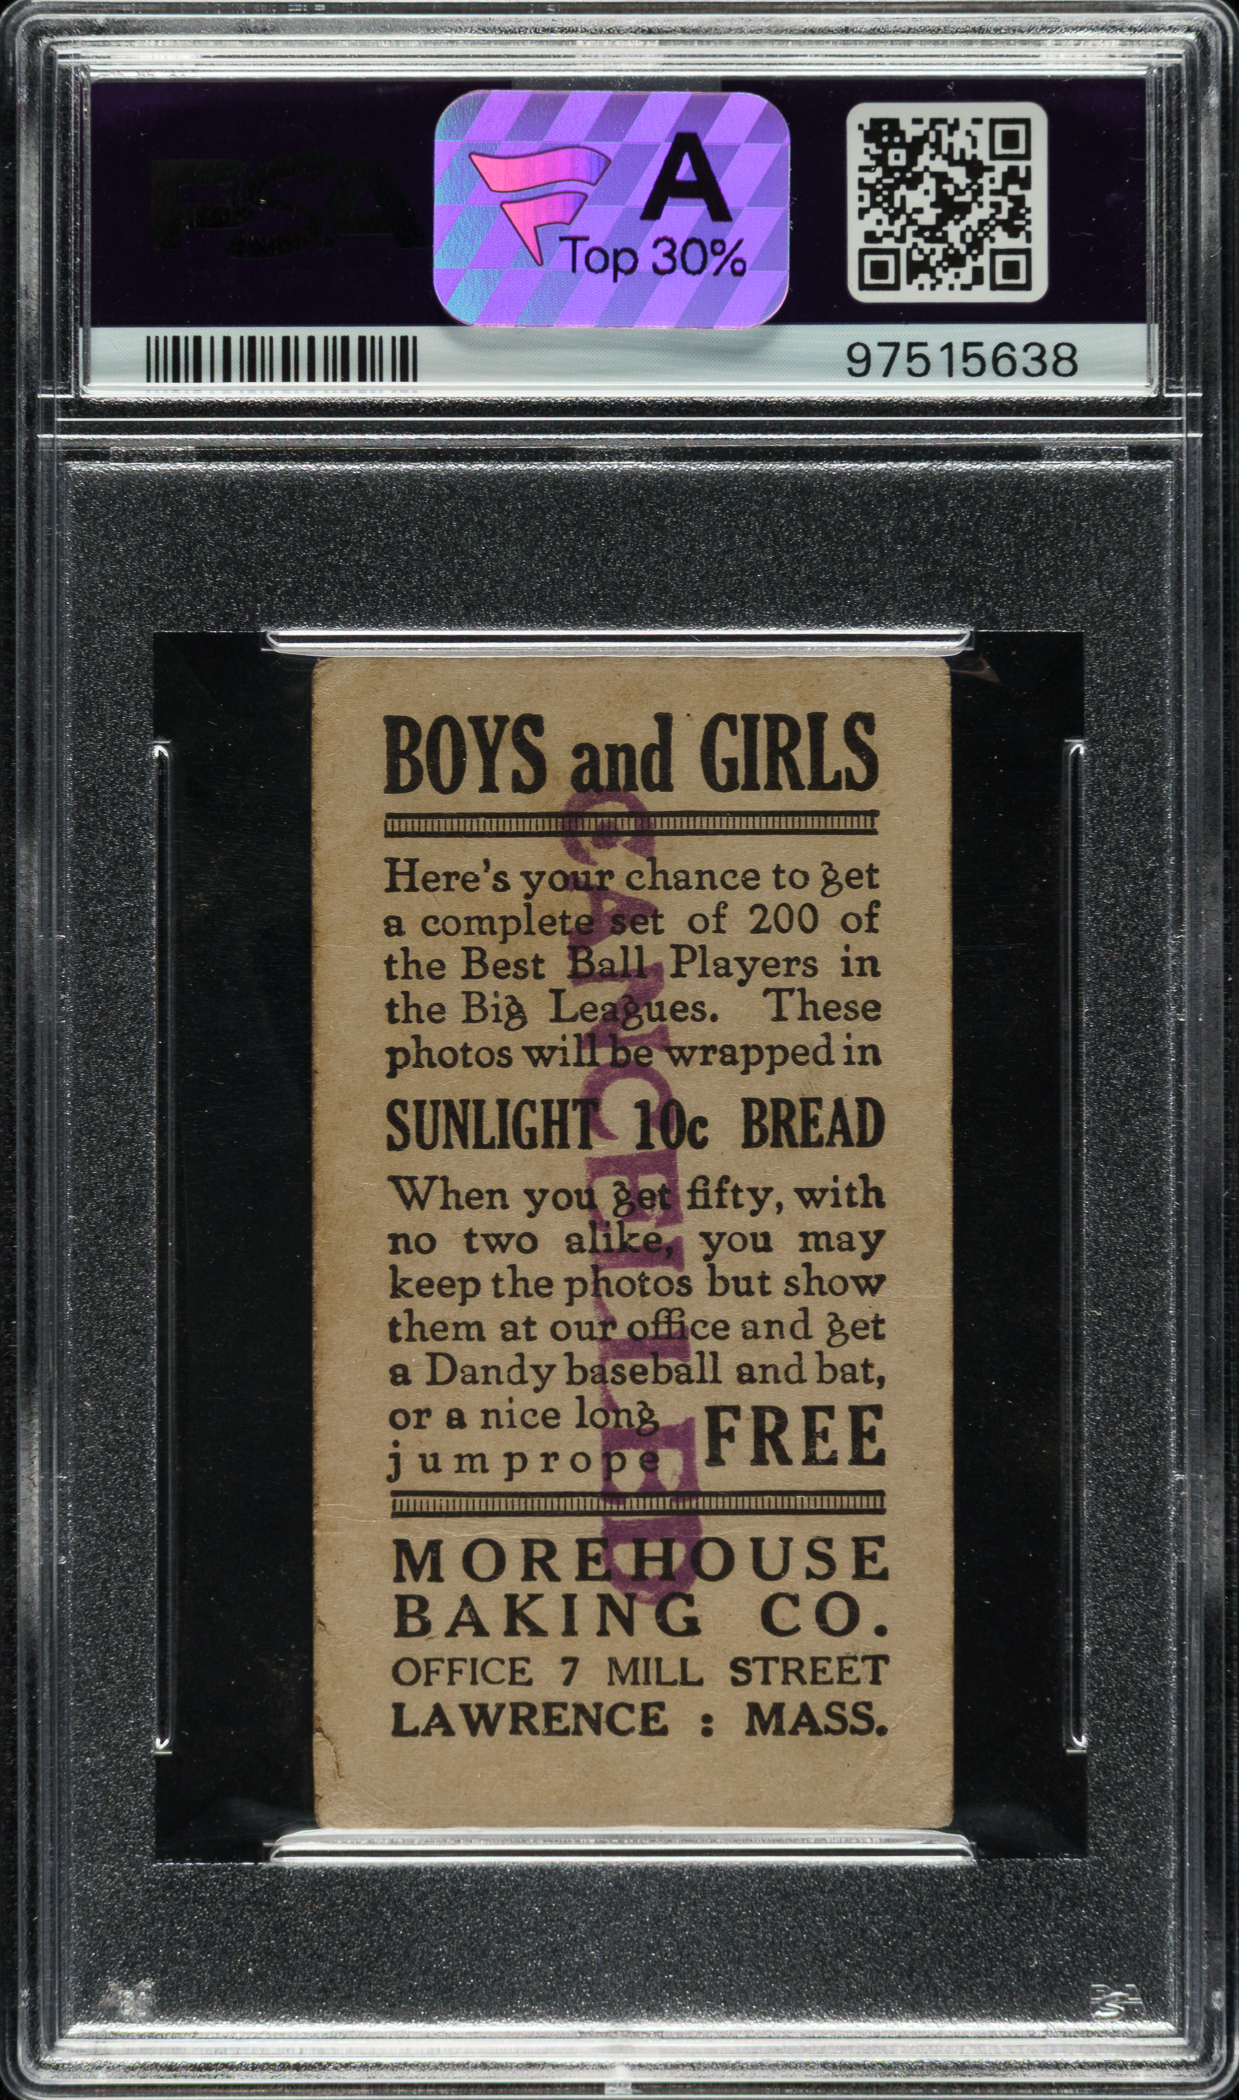 PSA
A
Top 30%
97515638
BOYS and GIRLS
Here's your chance to get
a complete set of 200 of
the Best Ball Players in
the Big Leagues. These
photos will be wrapped in
SUNLIGHT 10c BREAD
When you get fifty, with
no two alike, you may
keep the photos but show
them at our office and get
a Dandy baseball and bat,
or a nice long
jumprope FREE
MOREHOUSE
BAKING CO.
OFFICE 7 MILL STREET
LAWRENCE : MASS.
CANCELLED
PSA